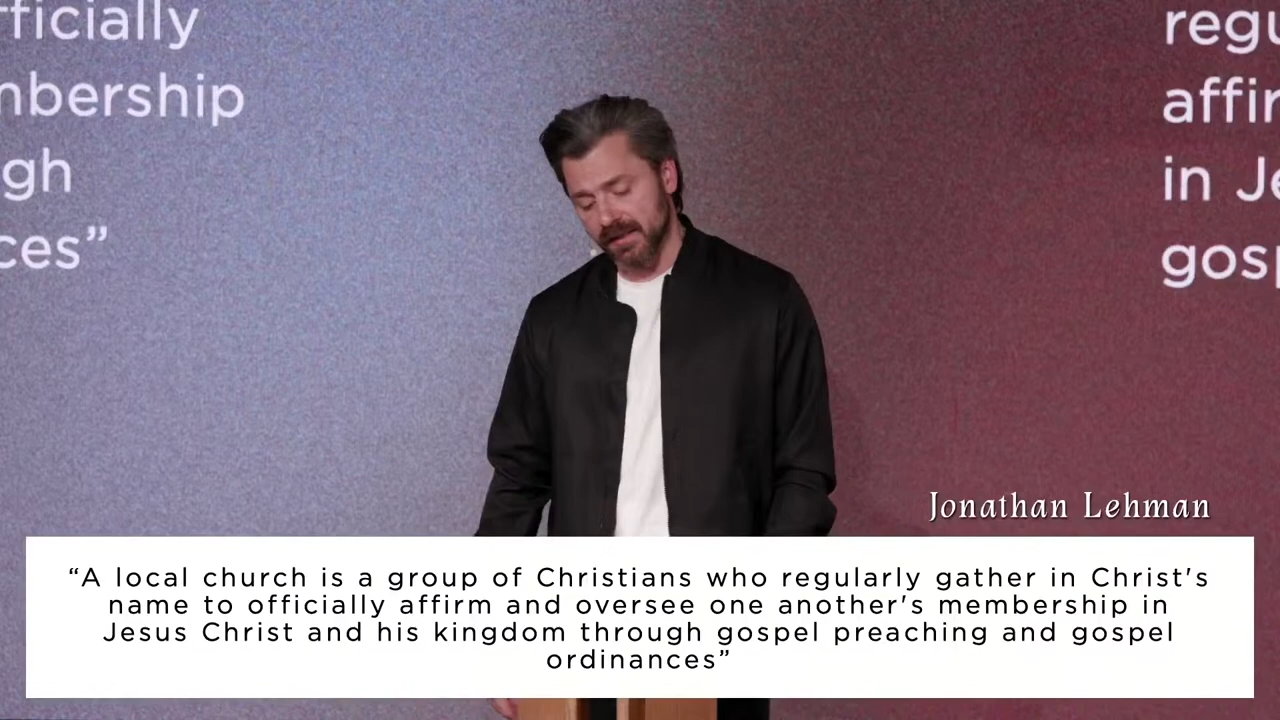 fficially
nbership
gh
ces”
regu
affir
in Je
gosp
Jonathan Lehman
“A local church is a group of Christians who regularly gather in Christ's
name to officially affirm and oversee one another's membership in
Jesus Christ and his kingdom through gospel preaching and gospel
ordinances”